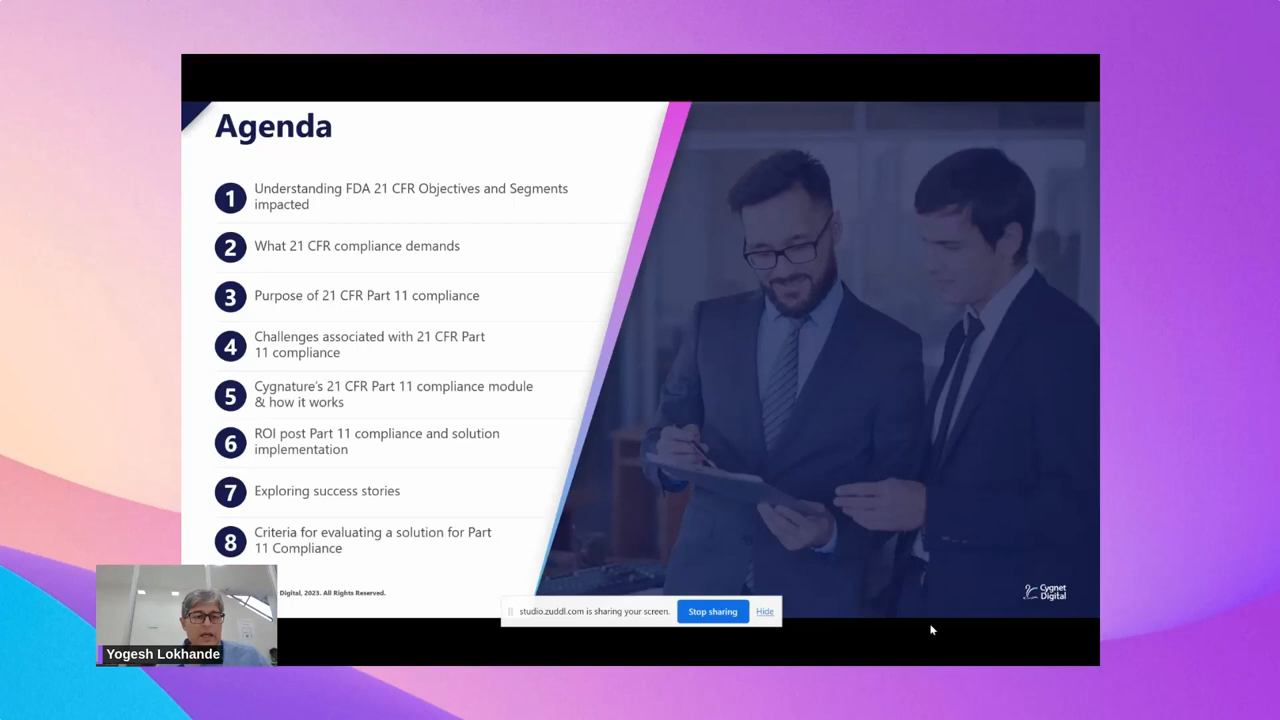 Agenda
1
Understanding FDA 21 CFR Objectives and Segments
impacted
2
What 21 CFR compliance demands
3
Purpose of 21 CFR Part 11 compliance
4
Challenges associated with 21 CFR Part
11 compliance
5
Cygnature's 21 CFR Part 11 compliance module
& how it works
6
ROI post Part 11 compliance and solution
implementation
7
Exploring success stories
8
Criteria for evaluating a solution for Part
11 Compliance
Digital, 2023. All Rights Reserved.
Cygnet
Digital
studio.zuddl.com is sharing your screen.
Stop sharing
Hide
Yogesh Lokhande